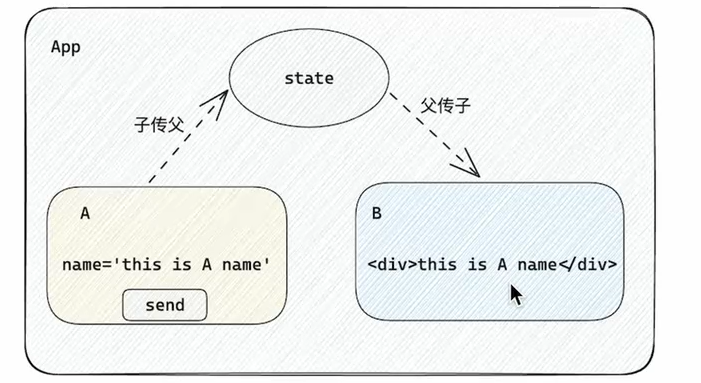 App
state
子传父
父传子
A
B
name='this is A name'
<div>this is A name</div>
send